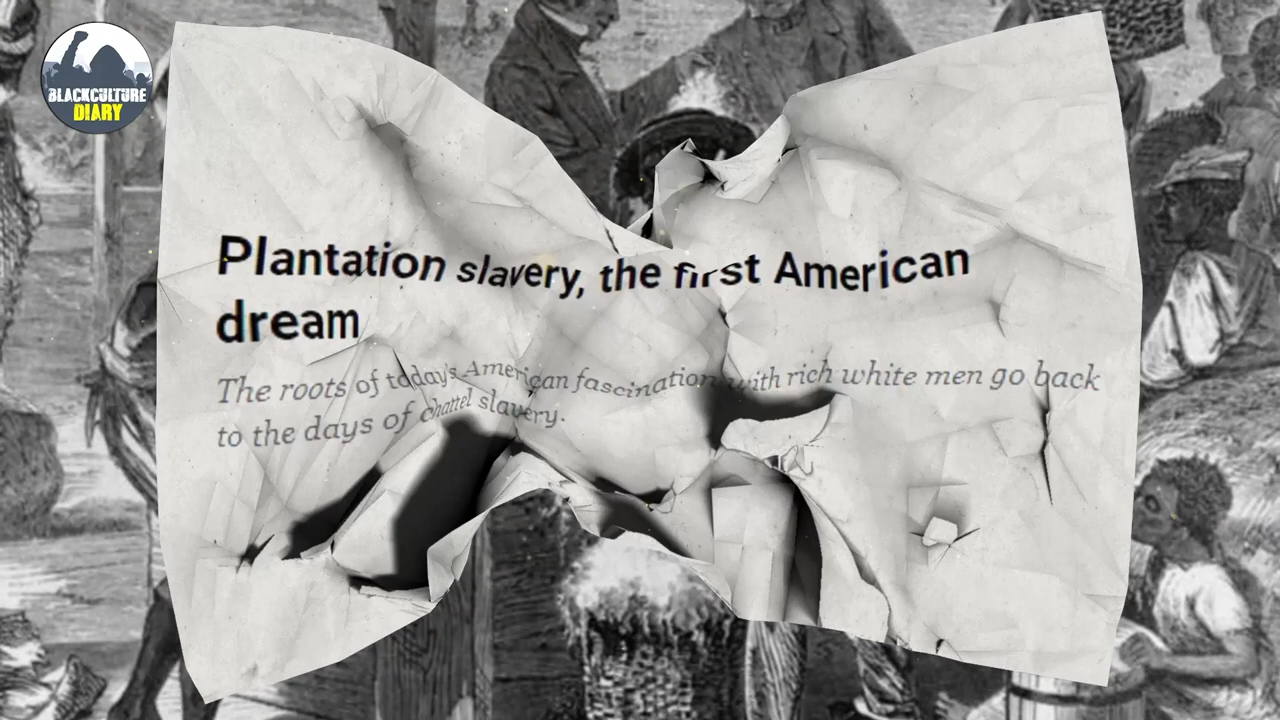 BLACKCULTURE
DIARY
Plantation slavery, the first American
dream
The roots of today's American fascination with rich white men go back
to the days of chattel slavery.